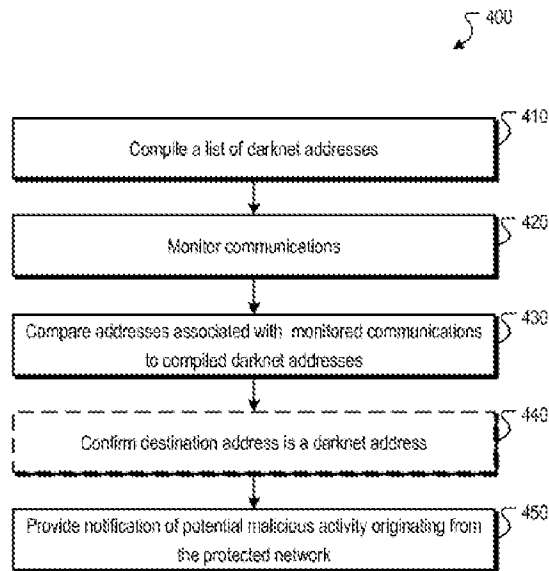 400
410
Compile a list of darknet addresses
420
Monitor communications
430
Compare addresses associated with monitored communications
to compiled darknet addresses
440
Confirm destination address is a darknet address
450
Provide notification of potential malicious activity originating from
the protected network